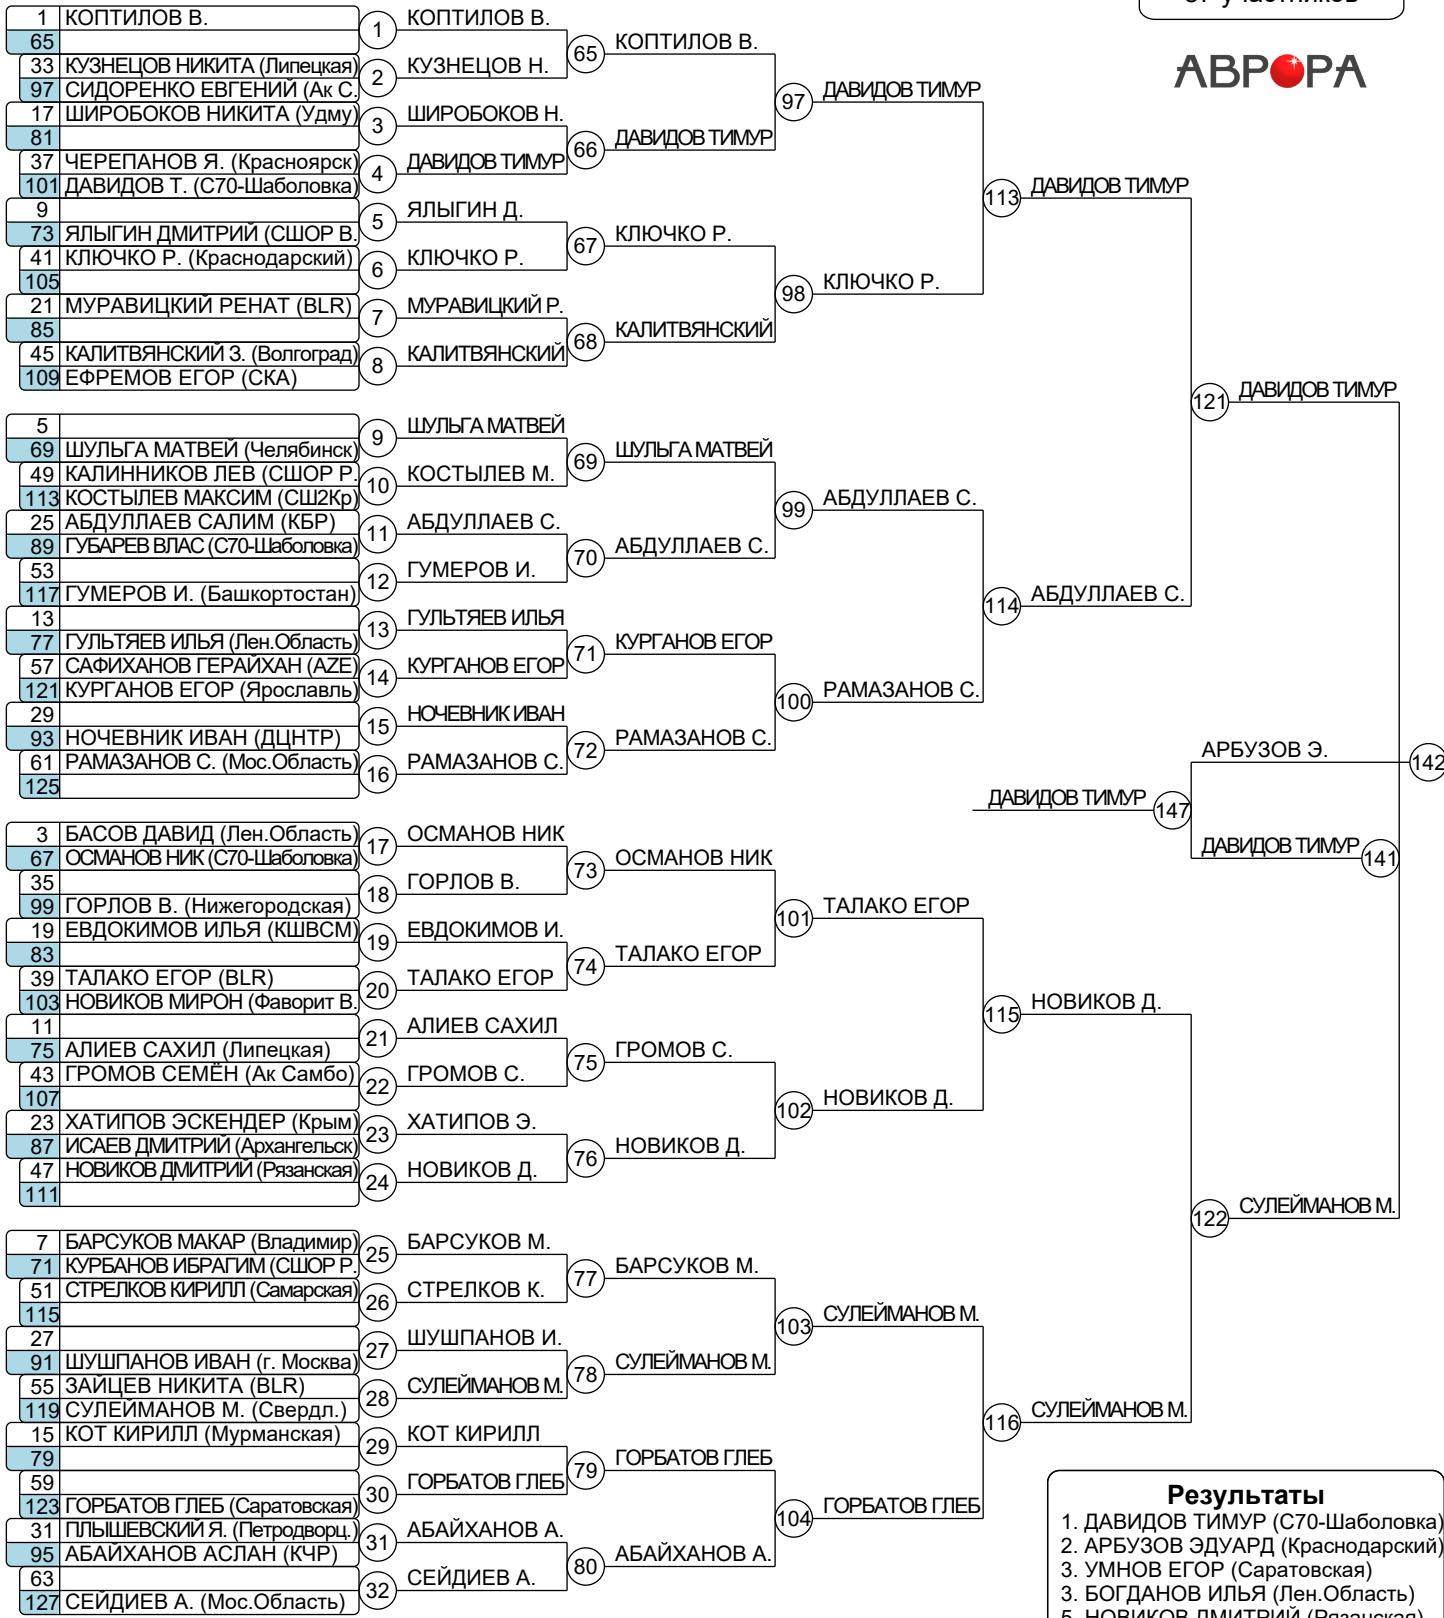 АВРОРА
1 КОПТИЛОВ В.
65
33 КУЗНЕЦОВ НИКИТА (Липецкая)
97 СИДОРЕНКО ЕВГЕНИЙ (Ак С.
17 ШИРОБОКОВ НИКИТА (Удму)
81
37 ЧЕРЕПАНОВ Я. (Красноярск)
101 ДАВИДОВ Т. (С70-Шаболовка)
9
73 ЯЛЫГИН ДМИТРИЙ (СШОР В.
41 КЛЮЧКО Р. (Краснодарский)
105
21 МУРАВИЦКИЙ РЕНАТ (BLR)
85
45 КАЛИТВЯНСКИЙ З. (Волгоград)
109 ЕФРЕМОВ ЕГОР (СКА)
5
69 ШУЛЬГА МАТВЕЙ (Челябинск)
49 КАЛИННИКОВ ЛЕВ (СШОР Р.
113 КОСТЫЛЕВ МАКСИМ (СШ2Кр)
25 АБДУЛЛАЕВ САЛИМ (КБР)
89 ГУБАРЕВ ВЛАС (С70-Шаболовка)
53
117 ГУМЕРОВ И. (Башкортостан)
13
77 ГУЛЬТЯЕВ ИЛЬЯ (Лен.Область)
57 САФИХАНОВ ГЕРАЙХАН (AZE)
121 КУРГАНОВ ЕГОР (Ярославль)
29
93 НОЧЕВНИК ИВАН (ДЦНТР)
61 РАМАЗАНОВ С. (Мос.Область)
125
3 БАСОВ ДАВИД (Лен.Область)
67 ОСМАНОВ НИК (С70-Шаболовка)
35
99 ГОРЛОВ В. (Нижегородская)
19 ЕВДОКИМОВ ИЛЬЯ (КШВСМ)
83
39 ТАЛАКО ЕГОР (BLR)
103 НОВИКОВ МИРОН (Фаворит В.
11
75 АЛИЕВ САХИЛ (Липецкая)
43 ГРОМОВ СЕМЁН (Ак Самбо)
107
23 ХАТИПОВ ЭСКЕНДЕР (Крым)
87 ИСАЕВ ДМИТРИЙ (Архангельск)
47 НОВИКОВ ДМИТРИЙ (Рязанская)
111
7 БАРСУКОВ МАКАР (Владимир)
71 КУРБАНОВ ИБРАГИМ (СШОР Р.
51 СТРЕЛКОВ КИРИЛЛ (Самарская)
115
27
91 ШУШПАНОВ ИВАН (г. Москва)
55 ЗАЙЦЕВ НИКИТА (BLR)
119 СУЛЕЙМАНОВ М. (Свердл.)
15 КОТ КИРИЛЛ (Мурманская)
79
59
123 ГОРБАТОВ ГЛЕБ (Саратовская)
31 ПЛЫШЕВСКИЙ Я. (Петродворц.)
95 АБАЙХАНОВ АСЛАН (КЧР)
63
127 СЕЙДИЕВ А. (Мос.Область)
1 КОПТИЛОВ В.
2 КУЗНЕЦОВ Н.
3 ШИРОБОКОВ Н.
4 ДАВИДОВ ТИМУР
5 ЯЛЫГИН Д.
6 КЛЮЧКО Р.
7 МУРАВИЦКИЙ Р.
8 КАЛИТВЯНСКИЙ
9 ШУЛЬГА МАТВЕЙ
10 КОСТЫЛЕВ М.
11 АБДУЛЛАЕВ С.
12 ГУМЕРОВ И.
13 ГУЛЬТЯЕВ ИЛЬЯ
14 КУРГАНОВ ЕГОР
15 НОЧЕВНИК ИВАН
16 РАМАЗАНОВ С.
17 ОСМАНОВ НИК
18 ГОРЛОВ В.
19 ЕВДОКИМОВ И.
20 ТАЛАКО ЕГОР
21 АЛИЕВ САХИЛ
22 ГРОМОВ С.
23 ХАТИПОВ Э.
24 НОВИКОВ Д.
25 БАРСУКОВ М.
26 СТРЕЛКОВ К.
27 ШУШПАНОВ И.
28 СУЛЕЙМАНОВ М.
29 КОТ КИРИЛЛ
30 ГОРБАТОВ ГЛЕБ
31 АБАЙХАНОВ А.
32 СЕЙДИЕВ А.
65 КОПТИЛОВ В.
66 ДАВИДОВ ТИМУР
67 КЛЮЧКО Р.
68 КАЛИТВЯНСКИЙ
69 ШУЛЬГА МАТВЕЙ
70 АБДУЛЛАЕВ С.
71 КУРГАНОВ ЕГОР
72 РАМАЗАНОВ С.
73 ОСМАНОВ НИК
74 ТАЛАКО ЕГОР
75 ГРОМОВ С.
76 НОВИКОВ Д.
77 БАРСУКОВ М.
78 СУЛЕЙМАНОВ М.
79 ГОРБАТОВ ГЛЕБ
80 АБАЙХАНОВ А.
97 ДАВИДОВ ТИМУР
98 КЛЮЧКО Р.
99 АБДУЛЛАЕВ С.
100 РАМАЗАНОВ С.
101 ТАЛАКО ЕГОР
102 НОВИКОВ Д.
103 СУЛЕЙМАНОВ М.
104 ГОРБАТОВ ГЛЕБ
113 ДАВИДОВ ТИМУР
114 АБДУЛЛАЕВ С.
115 НОВИКОВ Д.
116 СУЛЕЙМАНОВ М.
121 ДАВИДОВ ТИМУР
122 СУЛЕЙМАНОВ М.
АРБУЗОВ Э. 142
ДАВИДОВ ТИМУР 147
ДАВИДОВ ТИМУР 141
Результаты
1. ДАВИДОВ ТИМУР (С70-Шаболовка)
2. АРБУЗОВ ЭДУАРД (Краснодарский)
3. УМНОВ ЕГОР (Саратовская)
3. БОГДАНОВ ИЛЬЯ (Лен.Область)
5. НОВИКОВ ДМИТРИЙ (Рязанская)